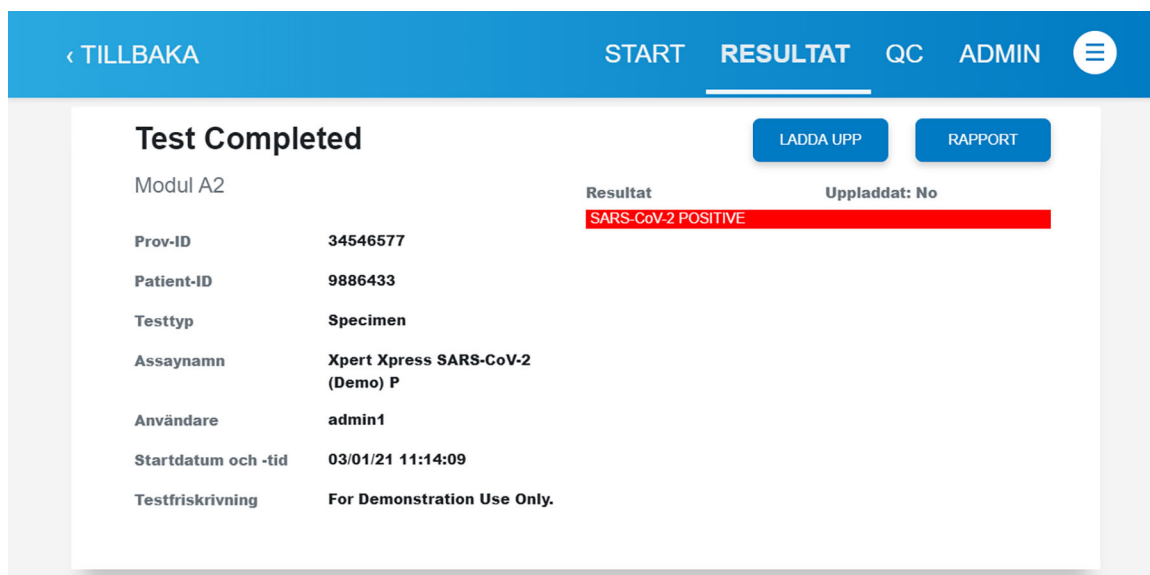 ‹ TILLBAKA START RESULTAT QC ADMIN
Test Completed
LADDA UPP RAPPORT
Modul A2
Resultat Uppladdat: No
SARS-CoV-2 POSITIVE
Prov-ID 34546577
Patient-ID 9886433
Testtyp Specimen
Assaynamn Xpert Xpress SARS-CoV-2
(Demo) P
Användare admin1
Startdatum och -tid 03/01/21 11:14:09
Testfriskrivning For Demonstration Use Only.